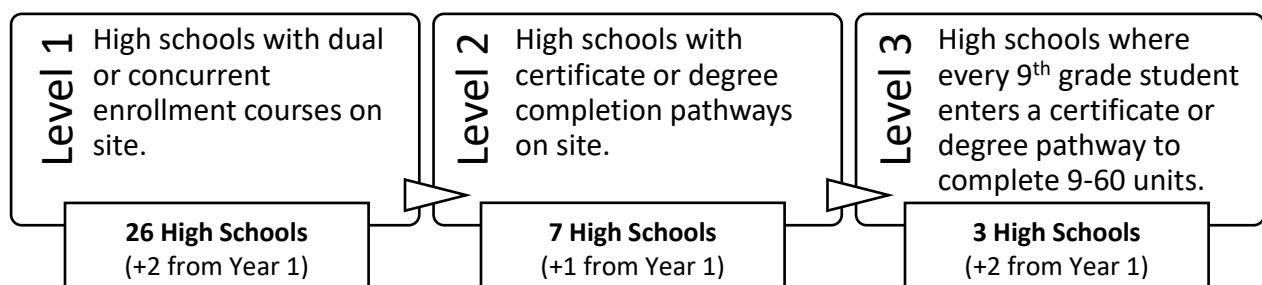 Level 1
High schools with dual
or concurrent
enrollment courses on
site.
26 High Schools
(+2 from Year 1)
Level 2
High schools with
certificate or degree
completion pathways
on site.
7 High Schools
(+1 from Year 1)
Level 3
High schools where
every 9th grade student
enters a certificate or
degree pathway to
complete 9-60 units.
3 High Schools
(+2 from Year 1)